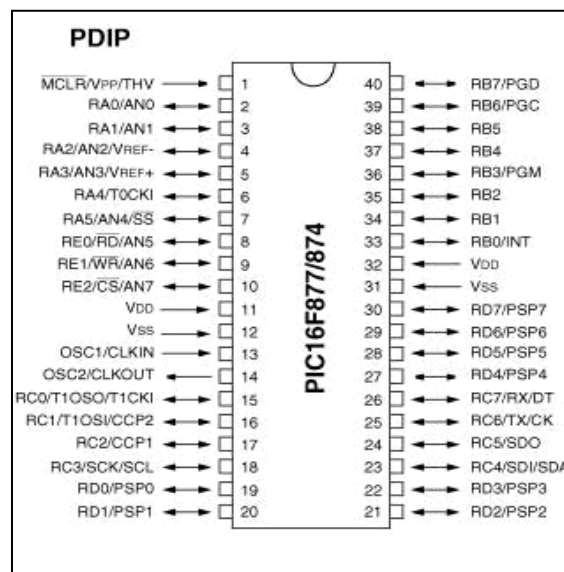 PDIP
MCLR/VPP/THV 1 40 RB7/PGD
RA0/AN0 2 39 RB6/PGC
RA1/AN1 3 38 RB5
RA2/AN2/VREF- 4 37 RB4
RA3/AN3/VREF+ 5 36 RB3/PGM
RA4/T0CKI 6 35 RB2
RA5/AN4/SS 7 34 RB1
RE0/RD/AN5 8 33 RB0/INT
RE1/WR/AN6 9 32 VDD
RE2/CS/AN7 10 31 VSS
VDD 11 30 RD7/PSP7
VSS 12 29 RD6/PSP6
OSC1/CLKIN 13 28 RD5/PSP5
OSC2/CLKOUT 14 27 RD4/PSP4
RC0/T1OSO/T1CKI 15 26 RC7/RX/DT
RC1/T1OSI/CCP2 16 25 RC6/TX/CK
RC2/CCP1 17 24 RC5/SDO
RC3/SCK/SCL 18 23 RC4/SDI/SDA
RD0/PSP0 19 22 RD3/PSP3
RD1/PSP1 20 21 RD2/PSP2
PIC16F877/874